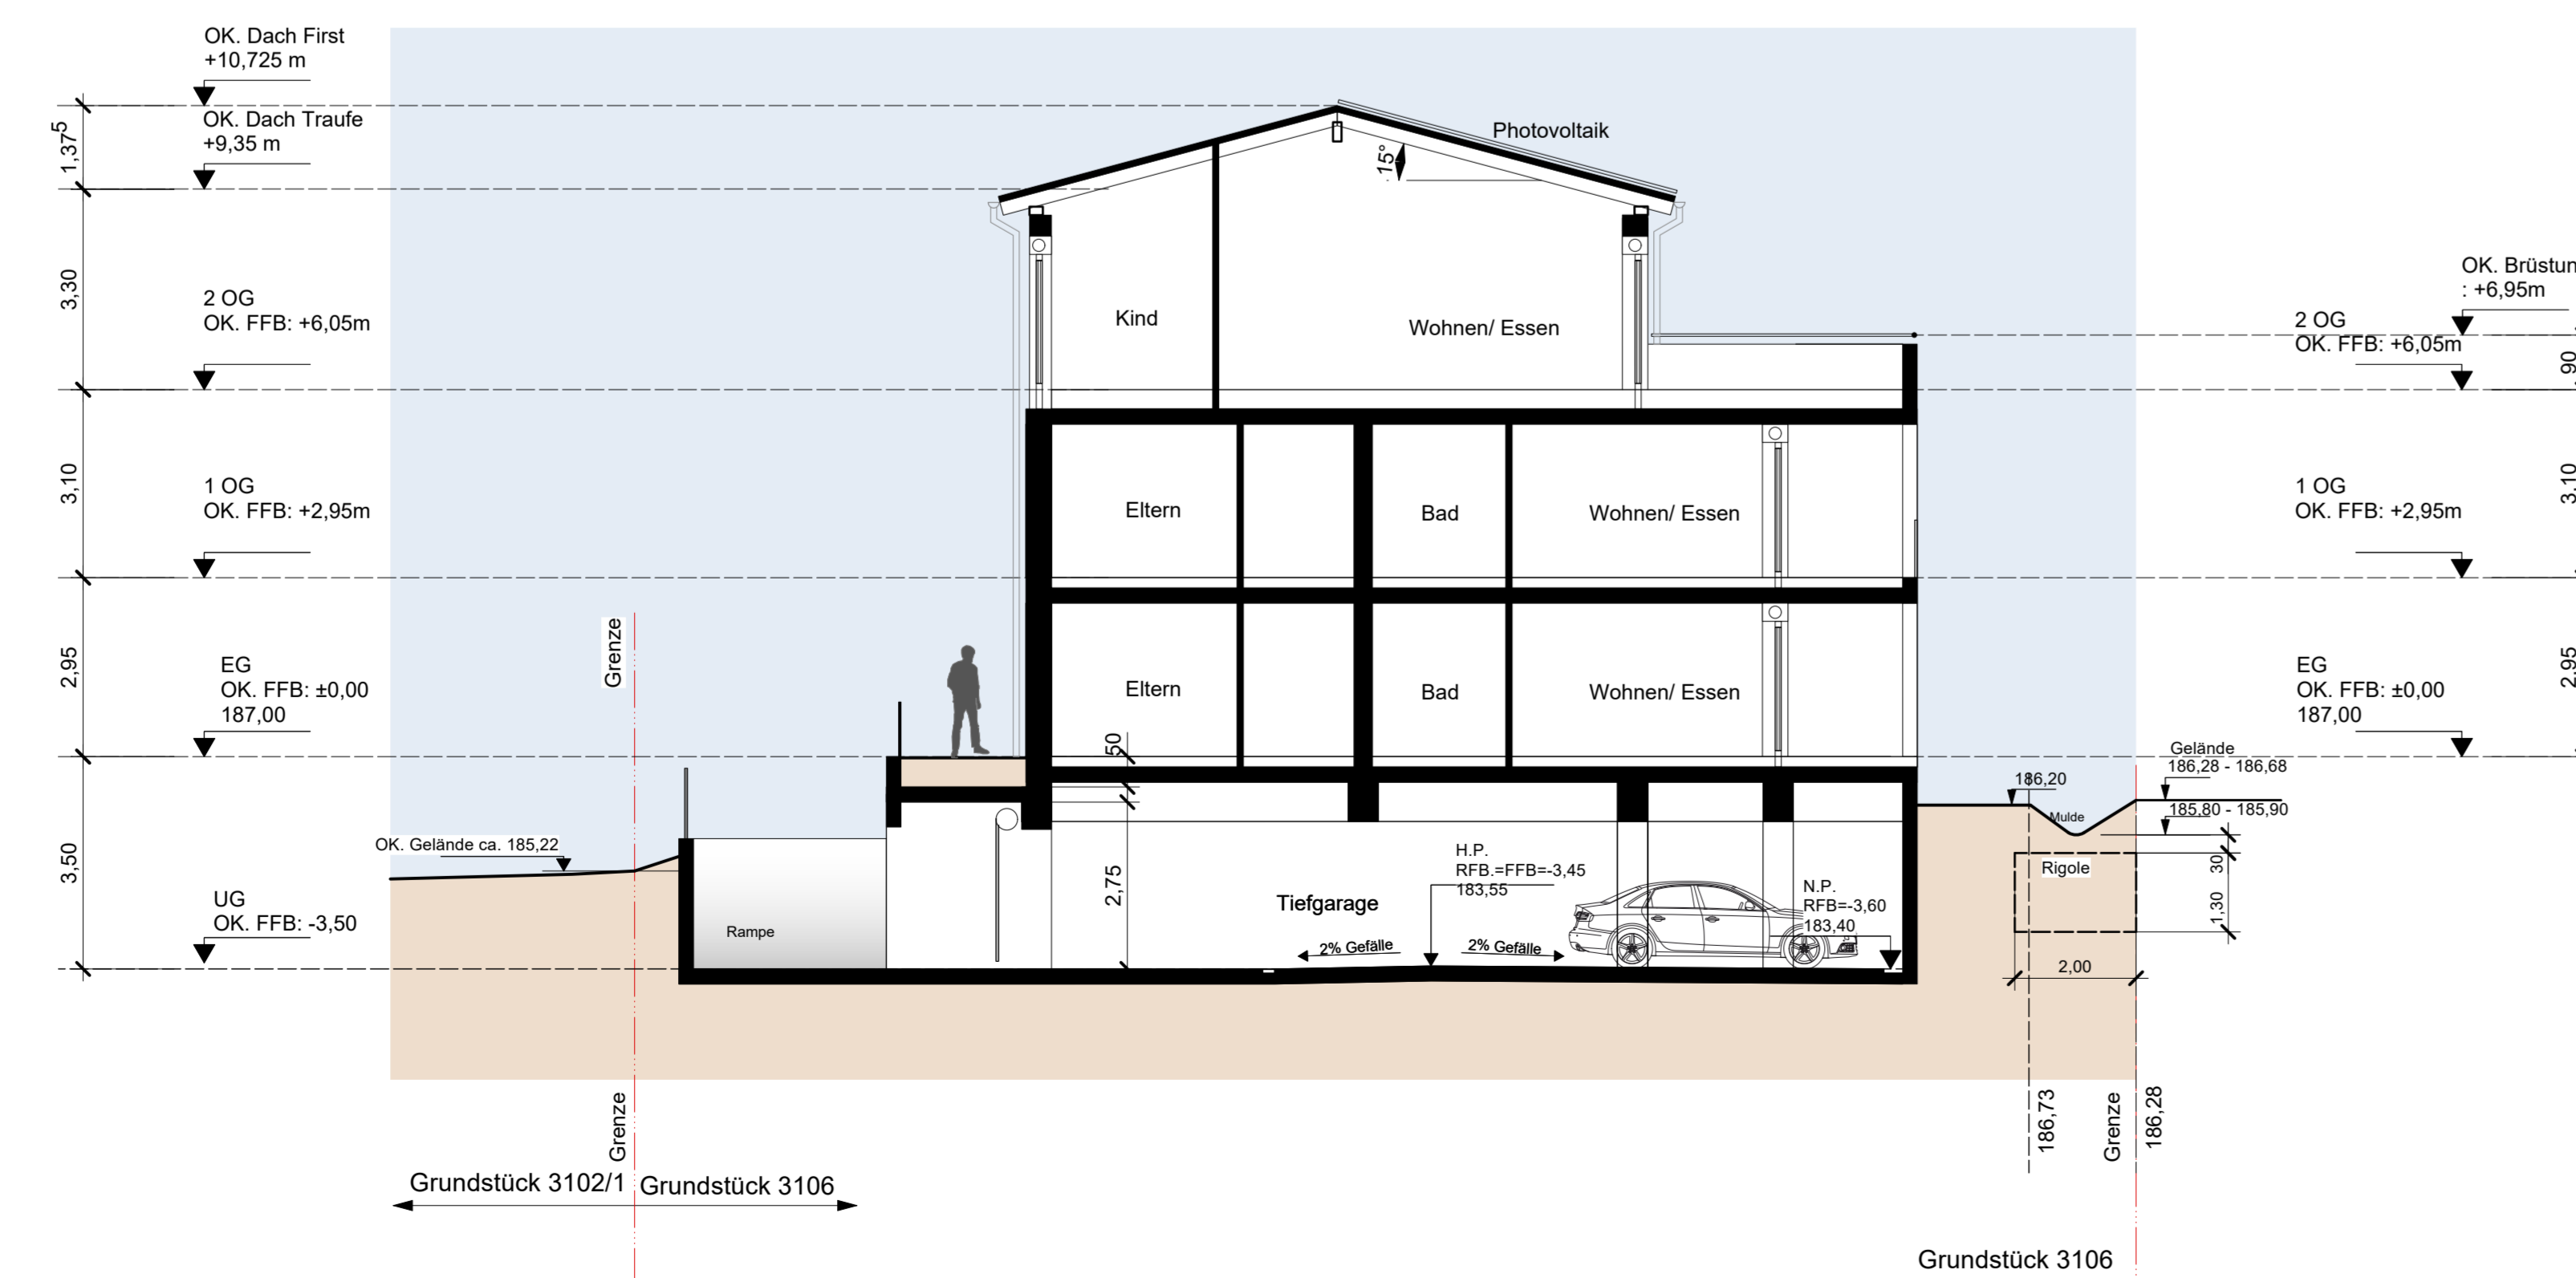 OK. Dach First
+10,725 m
OK. Dach Traufe
+9,35 m
1,375
3,30
2 OG
OK. FFB: +6,05m
3,10
1 OG
OK. FFB: +2,95m
2,95
EG
OK. FFB: ±0,00
187,00
3,50
UG
OK. FFB: -3,50
Photovoltaik
15°
Kind
Wohnen/ Essen
Eltern
Bad
Wohnen/ Essen
Eltern
Bad
Wohnen/ Essen
Grenze
50
OK. Gelände ca. 185,22
Rampe
2,75
Tiefgarage
H.P.
RFB.=FFB=-3,45
183,55
2% Gefälle
2% Gefälle
N.P.
RFB=-3,60
183,40
OK. Brüstun
: +6,95m
2 OG
OK. FFB: +6,05m
90
1 OG
OK. FFB: +2,95m
3,10
EG
OK. FFB: ±0,00
187,00
2,95
Gelände
186,28 - 186,68
186,20
Mulde
185,80 - 185,90
Rigole
30
1,30
2,00
Grenze
186,73
Grenze
186,28
Grundstück 3102/1
Grundstück 3106
Grundstück 3106